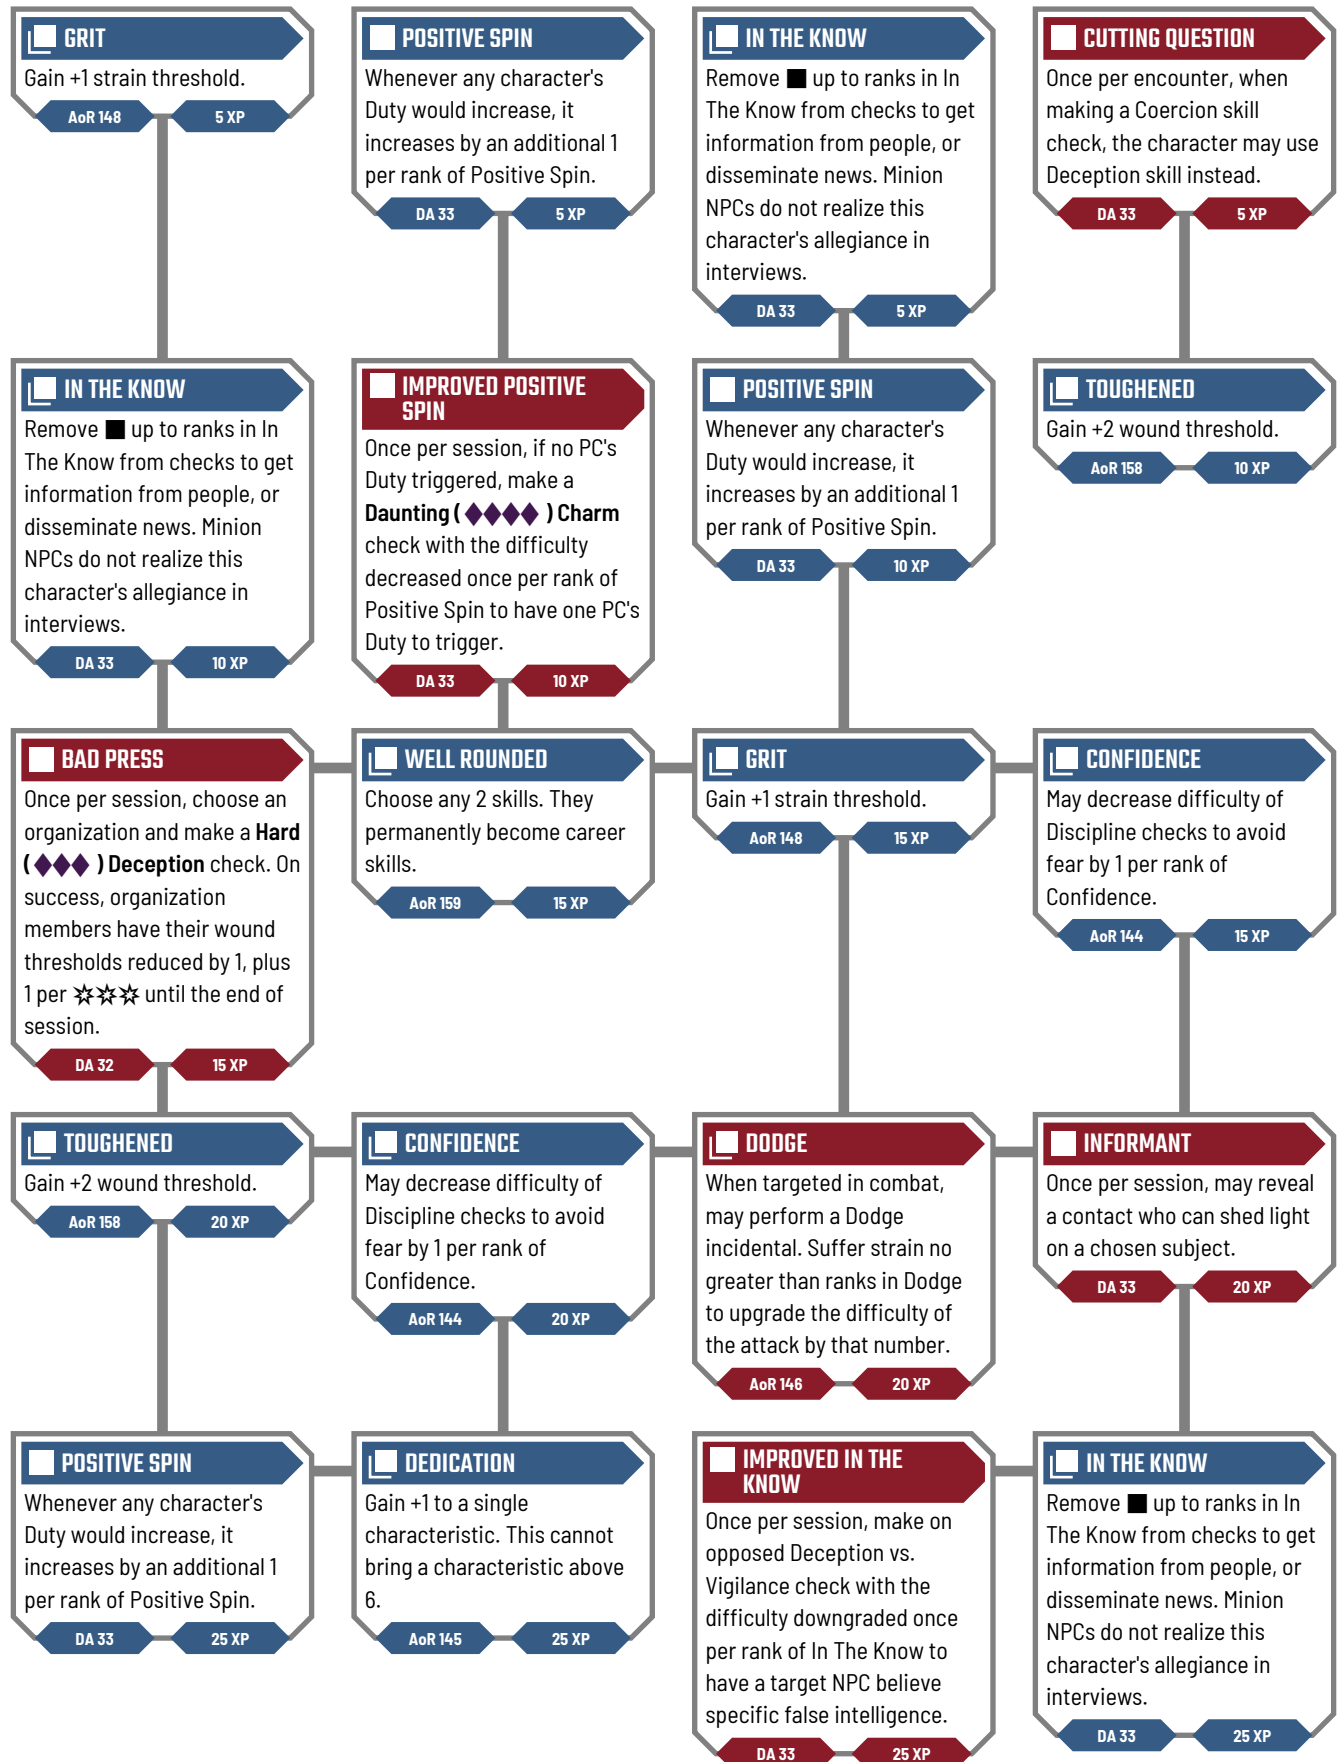 GRIT
Gain +1 strain threshold.
AoR 148
5 XP
POSITIVE SPIN
Whenever any character's
Duty would increase, it
increases by an additional 1
per rank of Positive Spin.
DA 33
5 XP
IN THE KNOW
Remove ■ up to ranks in In
The Know from checks to get
information from people, or
disseminate news. Minion
NPCs do not realize this
character's allegiance in
interviews.
DA 33
5 XP
CUTTING QUESTION
Once per encounter, when
making a Coercion skill
check, the character may use
Deception skill instead.
DA 33
5 XP
IN THE KNOW
Remove ■ up to ranks in In
The Know from checks to get
information from people, or
disseminate news. Minion
NPCs do not realize this
character's allegiance in
interviews.
DA 33
10 XP
IMPROVED POSITIVE
SPIN
Once per session, if no PC's
Duty triggered, make a
Daunting (◆◆◆◆ ) Charm
check with the difficulty
decreased once per rank of
Positive Spin to have one PC's
Duty to trigger.
DA 33
10 XP
POSITIVE SPIN
Whenever any character's
Duty would increase, it
increases by an additional 1
per rank of Positive Spin.
DA 33
10 XP
TOUGHENED
Gain +2 wound threshold.
AoR 158
10 XP
BAD PRESS
Once per session, choose an
organization and make a Hard
(◆◆◆ ) Deception check. On
success, organization
members have their wound
thresholds reduced by 1, plus
1 per ✲✲✲ until the end of
session.
DA 32
15 XP
WELL ROUNDED
Choose any 2 skills. They
permanently become career
skills.
AoR 159
15 XP
GRIT
Gain +1 strain threshold.
AoR 148
15 XP
CONFIDENCE
May decrease difficulty of
Discipline checks to avoid
fear by 1 per rank of
Confidence.
AoR 144
15 XP
TOUGHENED
Gain +2 wound threshold.
AoR 158
20 XP
CONFIDENCE
May decrease difficulty of
Discipline checks to avoid
fear by 1 per rank of
Confidence.
AoR 144
20 XP
DODGE
When targeted in combat,
may perform a Dodge
incidental. Suffer strain no
greater than ranks in Dodge
to upgrade the difficulty of
the attack by that number.
AoR 146
20 XP
INFORMANT
Once per session, may reveal
a contact who can shed light
on a chosen subject.
DA 33
20 XP
POSITIVE SPIN
Whenever any character's
Duty would increase, it
increases by an additional 1
per rank of Positive Spin.
DA 33
25 XP
DEDICATION
Gain +1 to a single
characteristic. This cannot
bring a characteristic above
6.
AoR 145
25 XP
IMPROVED IN THE
KNOW
Once per session, make on
opposed Deception vs.
Vigilance check with the
difficulty downgraded once
per rank of In The Know to
have a target NPC believe
specific false intelligence.
DA 33
25 XP
IN THE KNOW
Remove ■ up to ranks in In
The Know from checks to get
information from people, or
disseminate news. Minion
NPCs do not realize this
character's allegiance in
interviews.
DA 33
25 XP